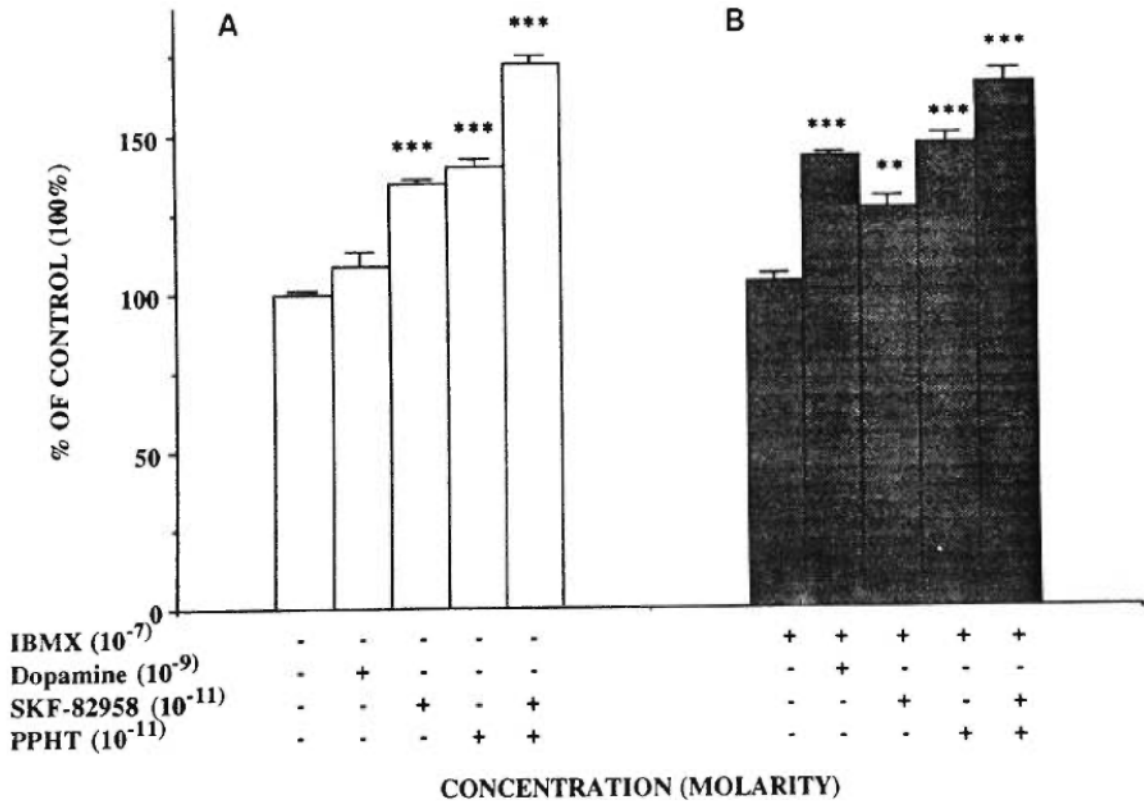 A B
*** ***
*** *** *** ** ***
150
100
50
0
% OF CONTROL (100%)
IBMX (10-7) - - - - - + + + + +
Dopamine (10-9) - + - - - - + - - -
SKF-82958 (10-11) - - + - + - - + - +
PPHT (10-11) - - - + + - - - + +
CONCENTRATION (MOLARITY)